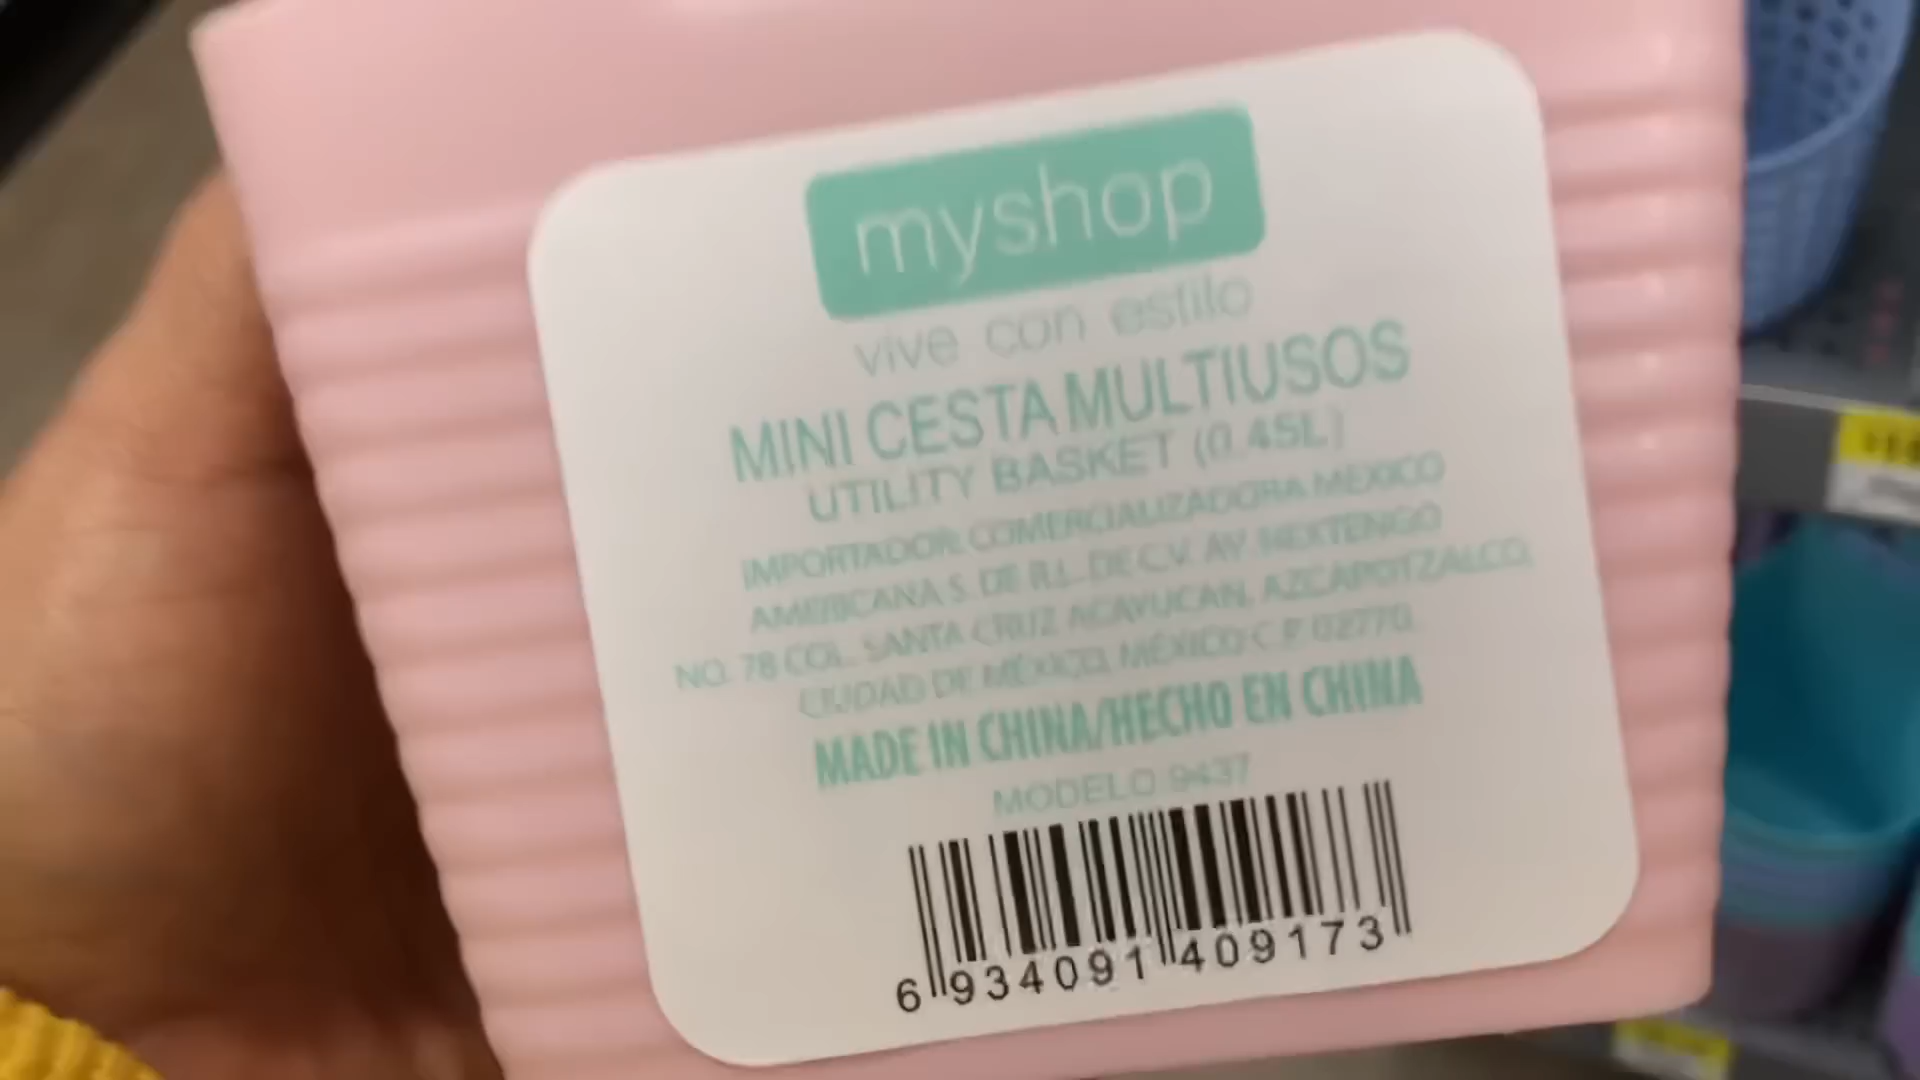 myshop
vive con estilo
MINI CESTA MULTIUSOS
UTILITY BASKET (0.45L)
IMPORTADOR: COMERCIALIZADORA MÉXICO
AMERICANA S. DE R.L. DE C.V. AV. NEXTENGO
NO. 78 COL. SANTA CRUZ ACAYUCAN, AZCAPOTZALCO,
CIUDAD DE MÉXICO, MÉXICO C.P. 02770.
MADE IN CHINA/HECHO EN CHINA
MODELO 9437
6 934091 409173